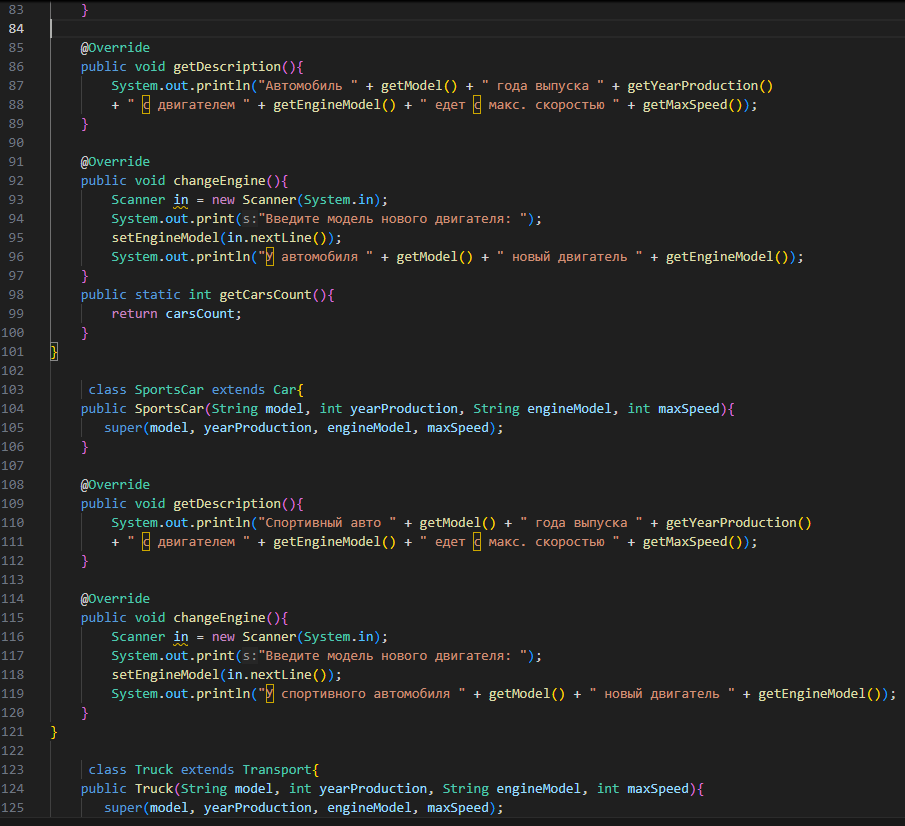 83 }
84
85 @Override
86 public void getDescription(){
87 System.out.println("Автомобиль " + getModel() + " года выпуска " + getYearProduction()
88 + " с двигателем " + getEngineModel() + " едет с макс. скоростью " + getMaxSpeed());
89 }
90
91 @Override
92 public void changeEngine(){
93 Scanner in = new Scanner(System.in);
94 System.out.print(s:"Введите модель нового двигателя: ");
95 setEngineModel(in.nextLine());
96 System.out.println("У автомобиля " + getModel() + " новый двигатель " + getEngineModel());
97 }
98 public static int getCarsCount(){
99 return carsCount;
100 }
101 }
102
103 class SportsCar extends Car{
104 public SportsCar(String model, int yearProduction, String engineModel, int maxSpeed){
105 super(model, yearProduction, engineModel, maxSpeed);
106 }
107
108 @Override
109 public void getDescription(){
110 System.out.println("Спортивный авто " + getModel() + " года выпуска " + getYearProduction()
111 + " с двигателем " + getEngineModel() + " едет с макс. скоростью " + getMaxSpeed());
112 }
113
114 @Override
115 public void changeEngine(){
116 Scanner in = new Scanner(System.in);
117 System.out.print(s:"Введите модель нового двигателя: ");
118 setEngineModel(in.nextLine());
119 System.out.println("У спортивного автомобиля " + getModel() + " новый двигатель " + getEngineModel());
120 }
121 }
122
123 class Truck extends Transport{
124 public Truck(String model, int yearProduction, String engineModel, int maxSpeed){
125 super(model, yearProduction, engineModel, maxSpeed);